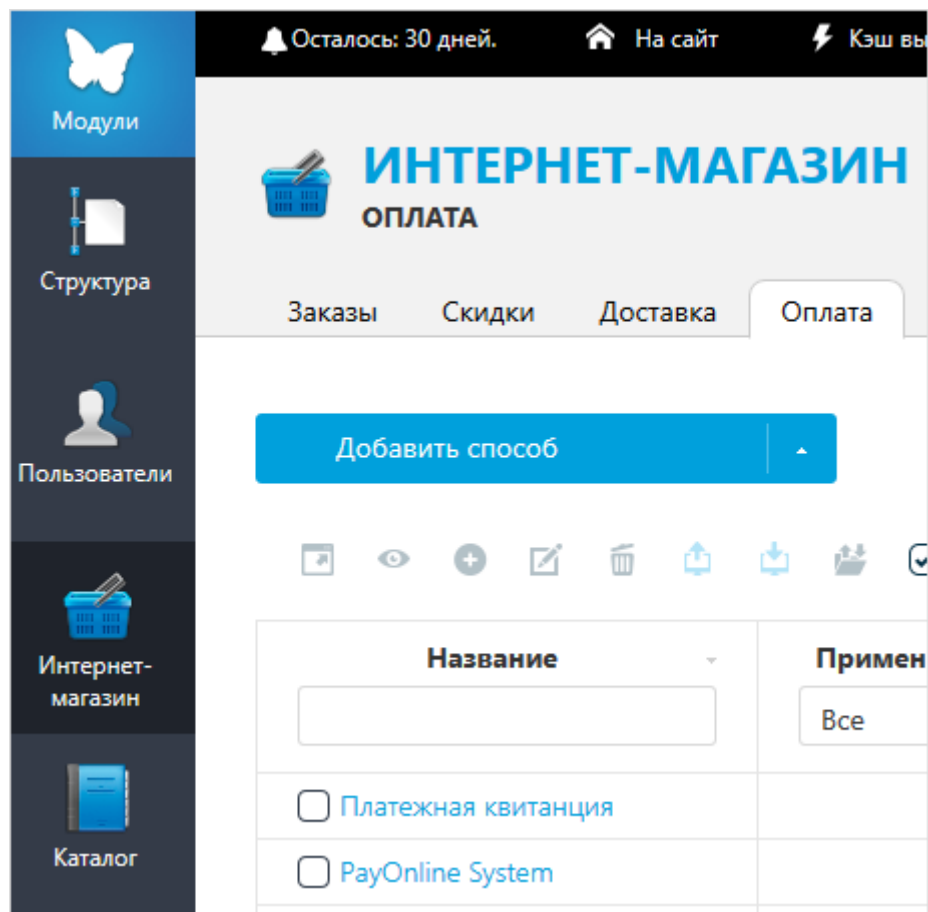 Модули
Структура
Пользователи
Интернет-
магазин
Каталог
Осталось: 30 дней.
На сайт
Кэш вы
ИНТЕРНЕТ-МАГАЗИН
ОПЛАТА
Заказы Скидки Доставка Оплата
Добавить способ
Название Примен
Все
Платежная квитанция
PayOnline System